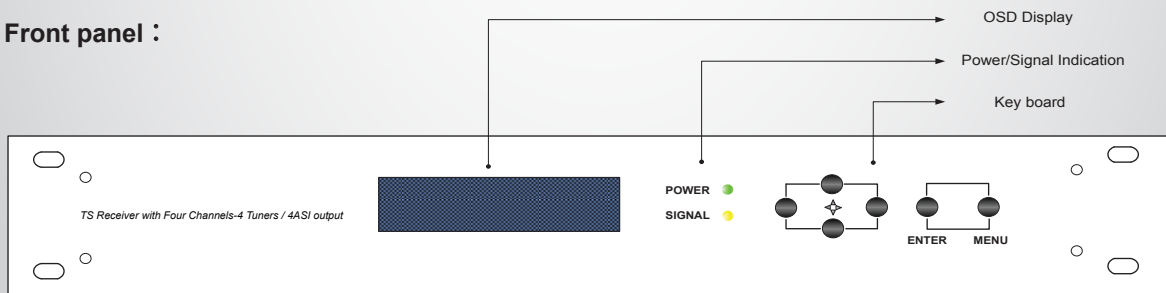 Front panel：
OSD Display
Power/Signal Indication
Key board
TS Receiver with Four Channels-4 Tuners / 4ASI output
POWER
SIGNAL
ENTER MENU